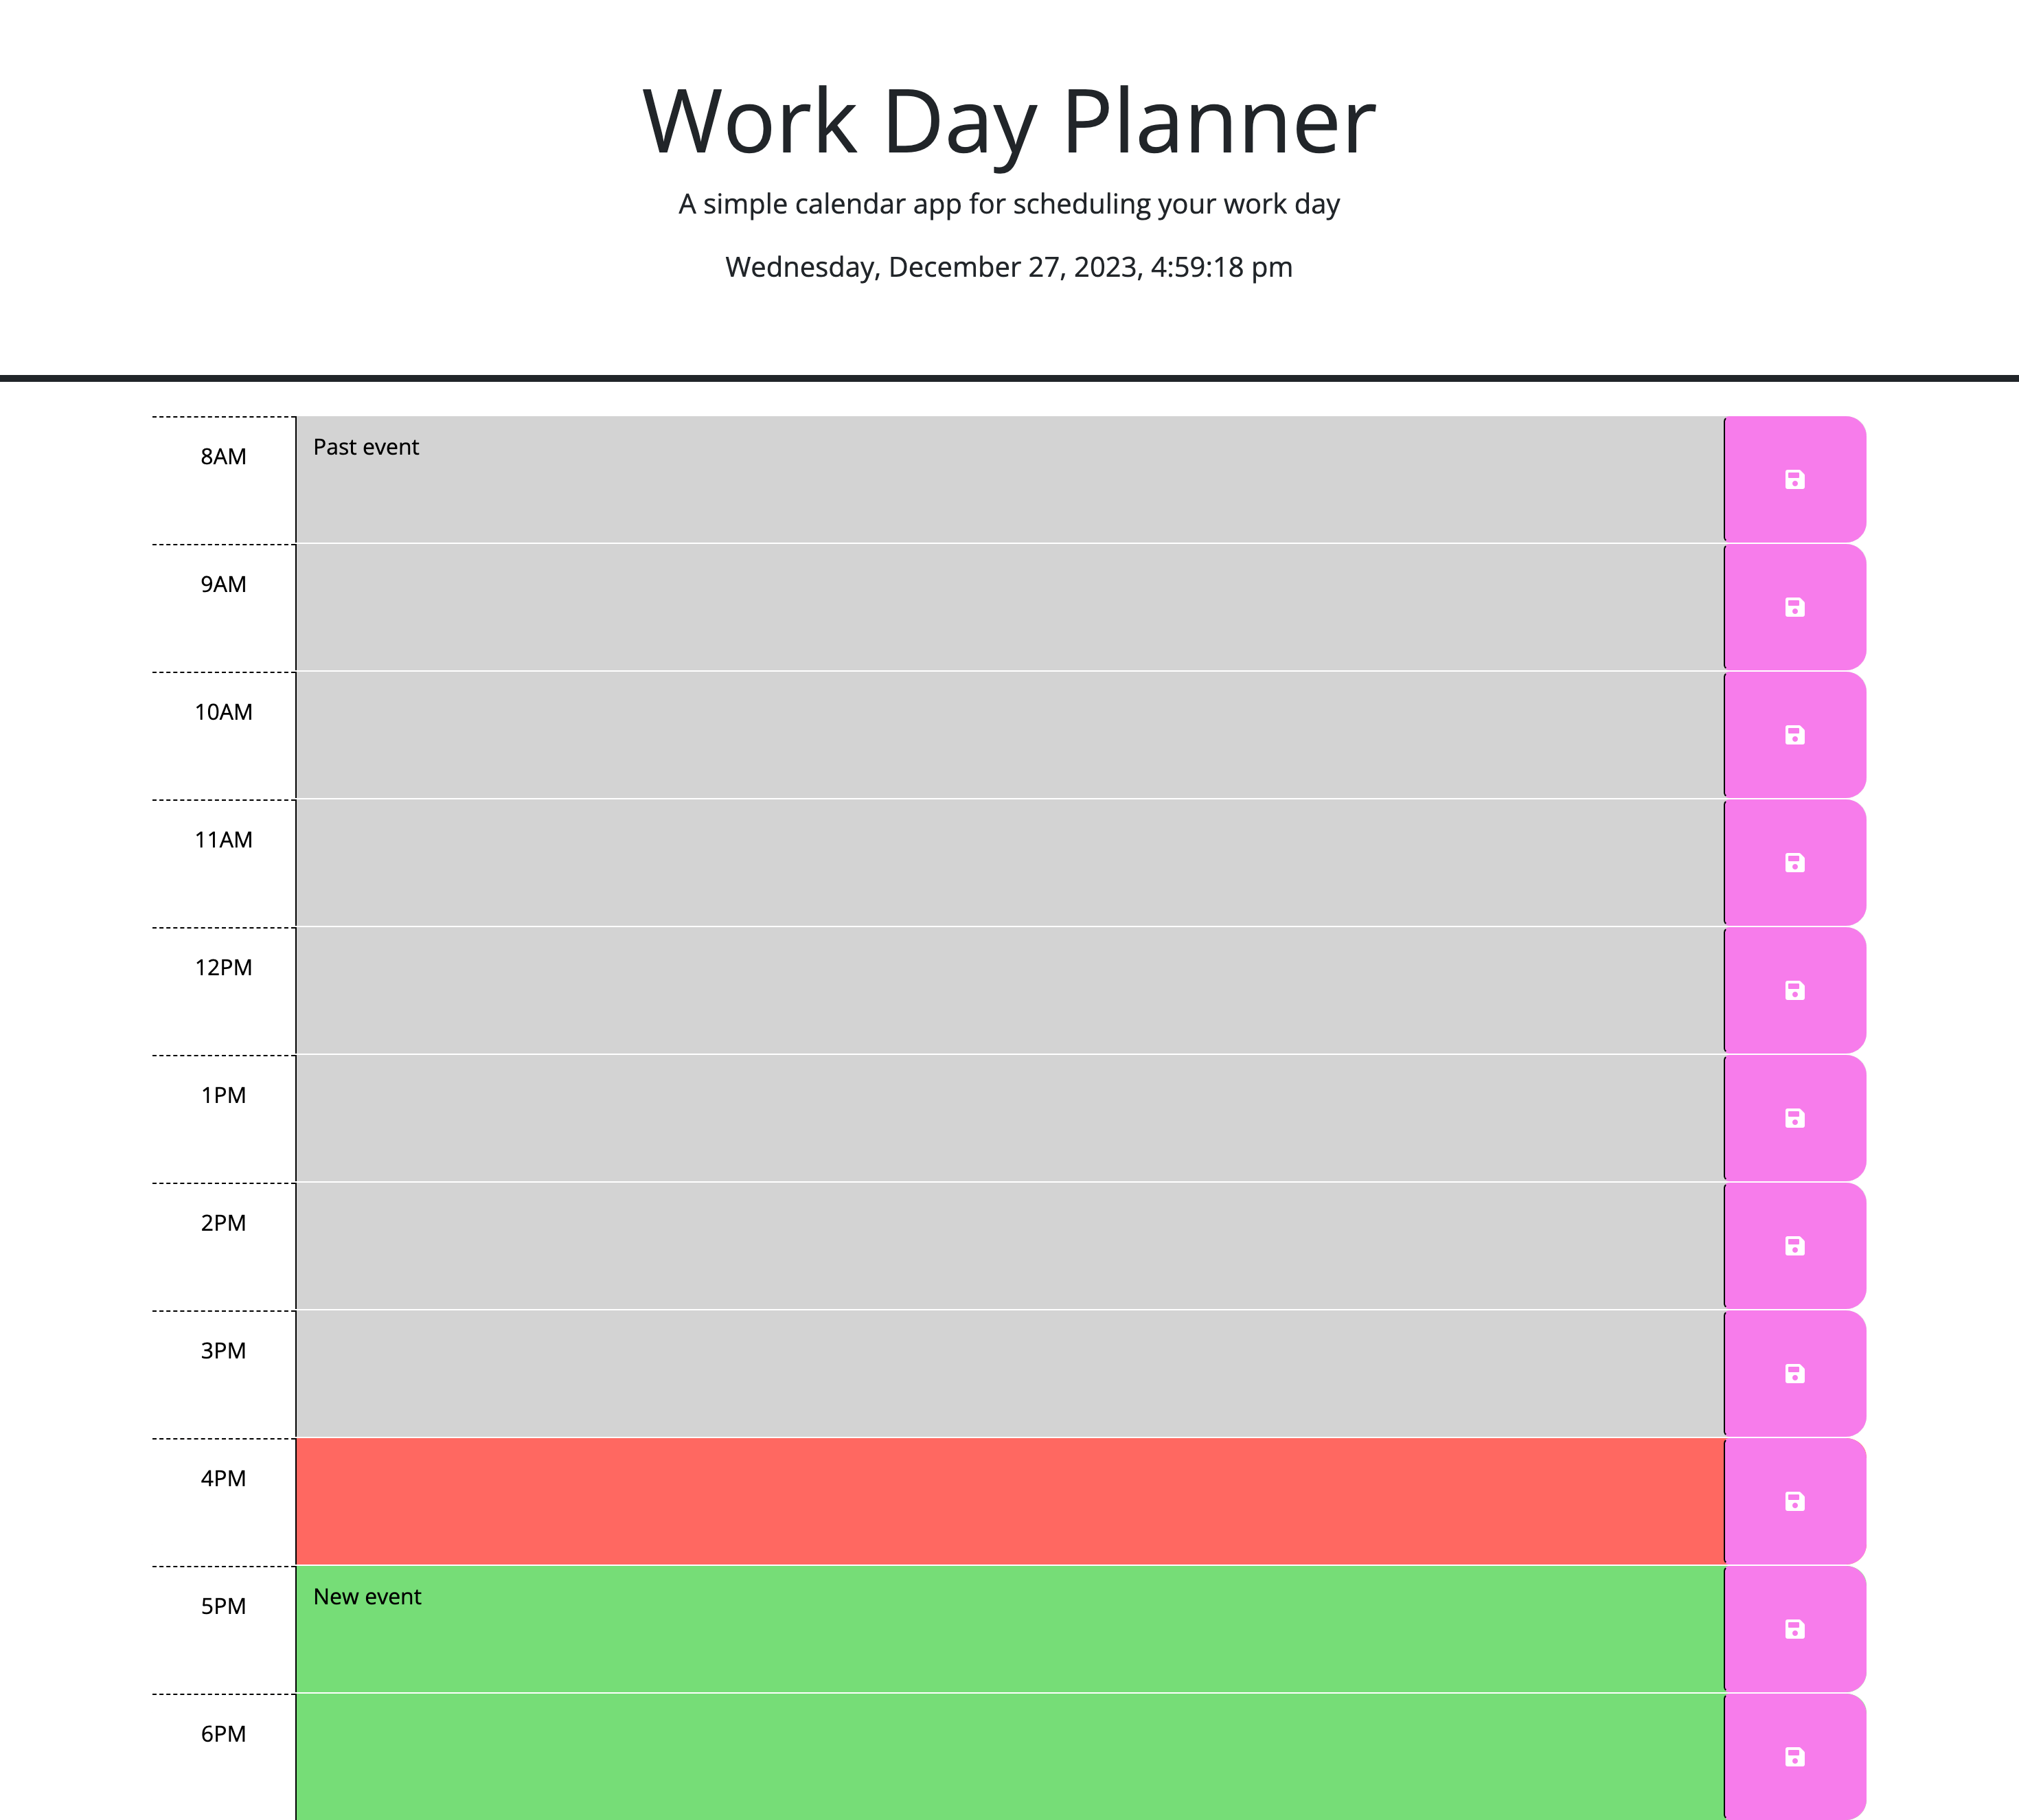 Work Day Planner
A simple calendar app for scheduling your work day
Wednesday, December 27, 2023, 4:59:18 pm
8AM
Past event
9AM
10AM
11AM
12PM
1PM
2PM
3PM
4PM
5PM
New event
6PM